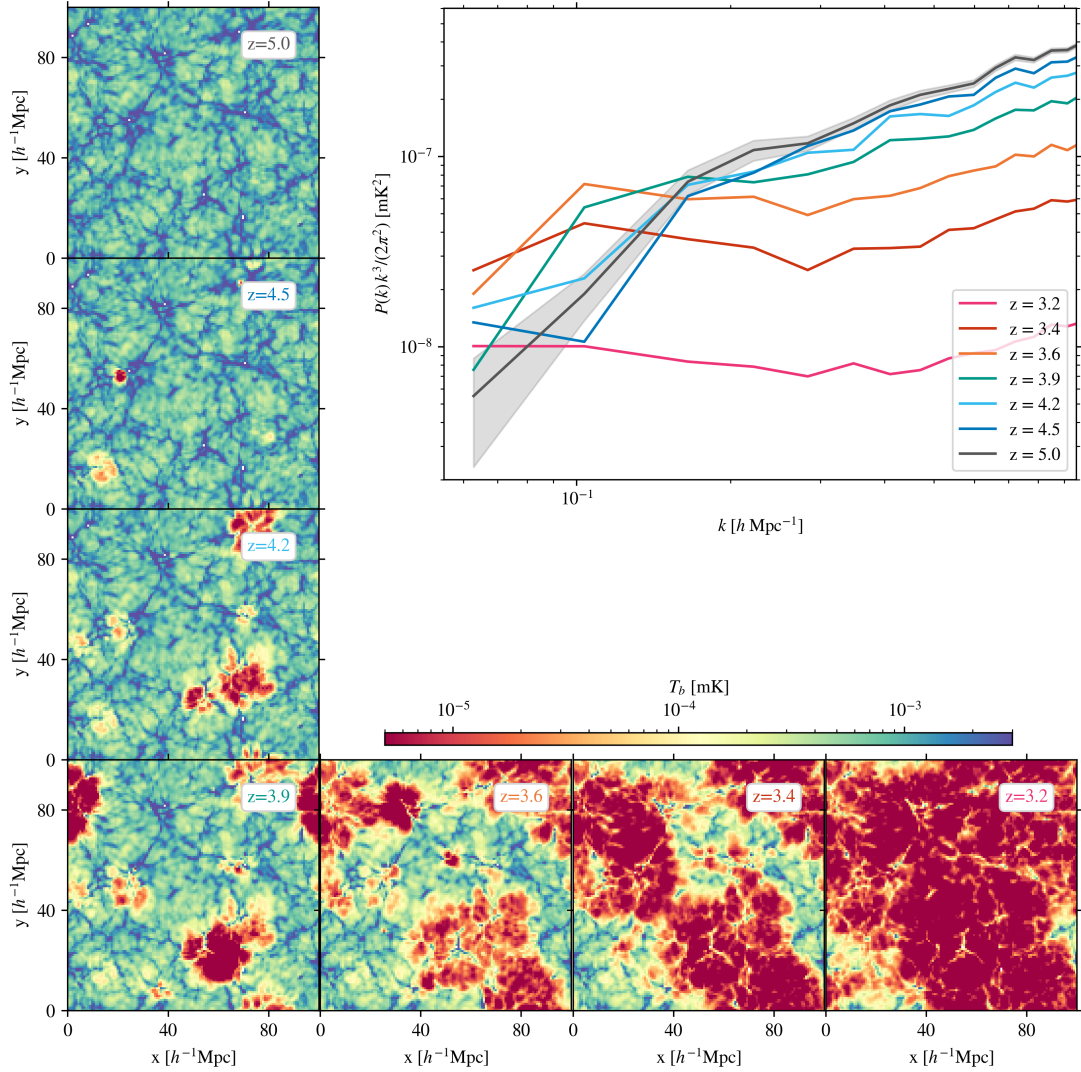 z=5.0
80
40
0
y [h⁻¹Mpc]
z=4.5
80
40
0
y [h⁻¹Mpc]
z=4.2
80
40
0
y [h⁻¹Mpc]
P(k) k³/(2π²) [mK²]
10⁻⁷
10⁻⁸
10⁻¹
k [h Mpc⁻¹]
z = 3.2
z = 3.4
z = 3.6
z = 3.9
z = 4.2
z = 4.5
z = 5.0
T_b [mK]
10⁻⁵ 10⁻⁴ 10⁻³
z=3.9 z=3.6 z=3.4 z=3.2
80
40
0
y [h⁻¹Mpc]
0 40 80 0 40 80 0 40 80 0 40 80
x [h⁻¹Mpc] x [h⁻¹Mpc] x [h⁻¹Mpc] x [h⁻¹Mpc]